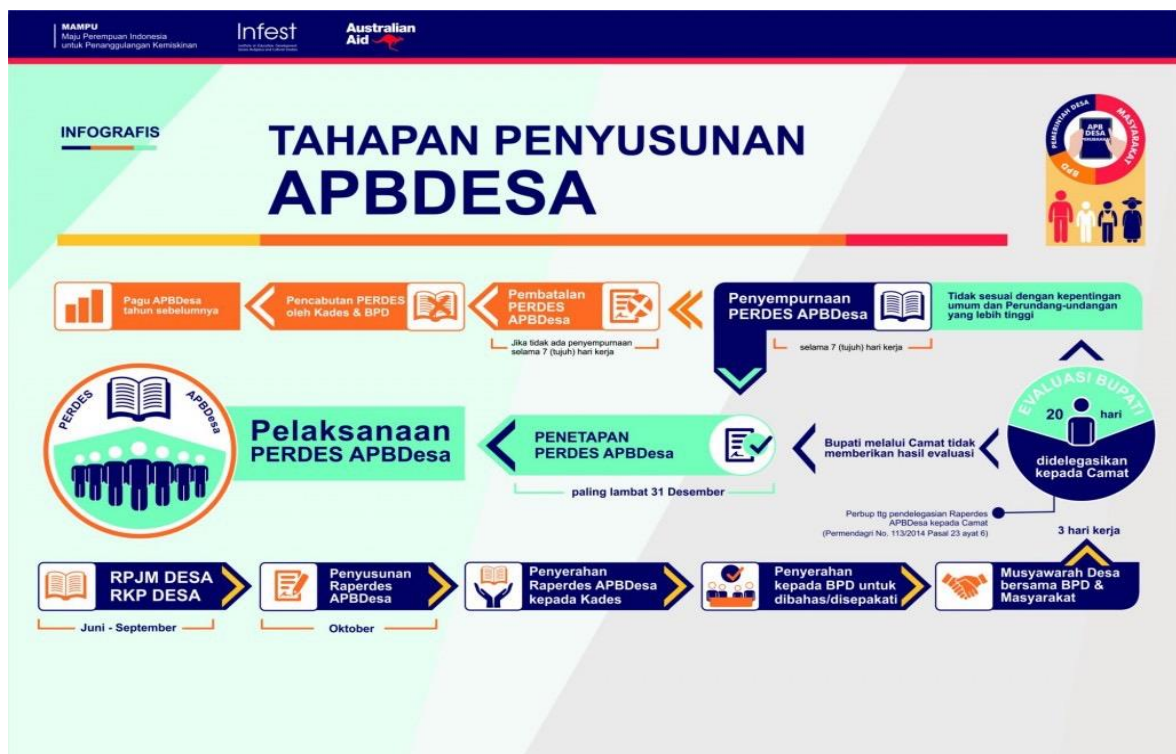 MAMPU
Maju Perempuan Indonesia
untuk Penanggulangan Kemiskinan
Infest
Australian
Aid
INFOGRAFIS
TAHAPAN PENYUSUNAN
APBDESA
PEMERINTAH DESA
MASYARAKAT
BPD
APB
DESA
Pagu APBDesa
tahun sebelumnya
Pencabutan PERDES
oleh Kades & BPD
Pembatalan
PERDES
APBDesa
Jika tidak ada penyempurnaan
selama 7 (tujuh) hari kerja
Penyempurnaan
PERDES APBDesa
selama 7 (tujuh) hari kerja
Tidak sesuai dengan kepentingan
umum dan Perundang-undangan
yang lebih tinggi
PERDES APBDesa
Pelaksanaan
PERDES APBDesa
PENETAPAN
PERDES APBDesa
paling lambat 31 Desember
Bupati melalui Camat tidak
memberikan hasil evaluasi
EVALUASI BUPATI
20 hari
didelegasikan
kepada Camat
Perbup ttg pendelegasian Raperdes
APBDesa kepada Camat
(Permendagri No. 113/2014 Pasal 23 ayat 6)
3 hari kerja
RPJM DESA
RKP DESA
Juni - September
Penyusunan
Raperdes
APBDesa
Oktober
Penyerahan
Raperdes APBDesa
kepada Kades
Penyerahan
kepada BPD untuk
dibahas/disepakati
Musyawarah Desa
bersama BPD &
Masyarakat